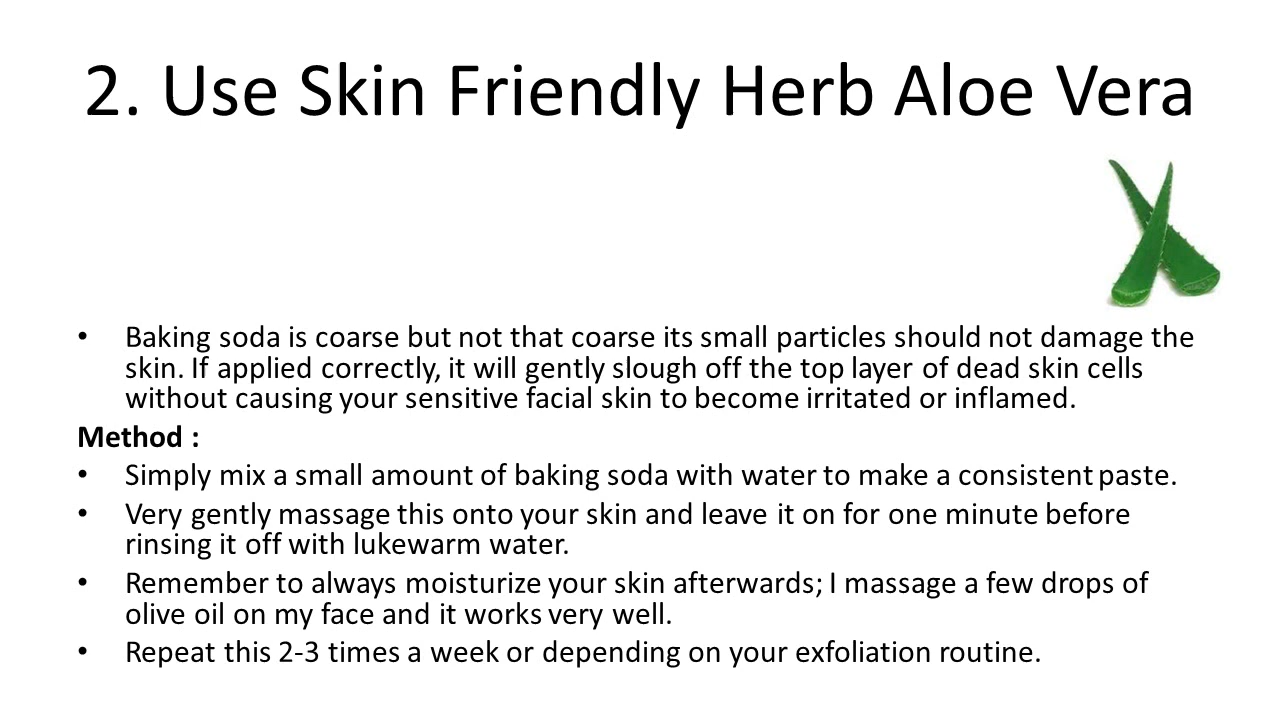 2. Use Skin Friendly Herb Aloe Vera
• Baking soda is coarse but not that coarse its small particles should not damage the
skin. If applied correctly, it will gently slough off the top layer of dead skin cells
without causing your sensitive facial skin to become irritated or inflamed.
Method :
• Simply mix a small amount of baking soda with water to make a consistent paste.
• Very gently massage this onto your skin and leave it on for one minute before
rinsing it off with lukewarm water.
• Remember to always moisturize your skin afterwards; I massage a few drops of
olive oil on my face and it works very well.
• Repeat this 2-3 times a week or depending on your exfoliation routine.